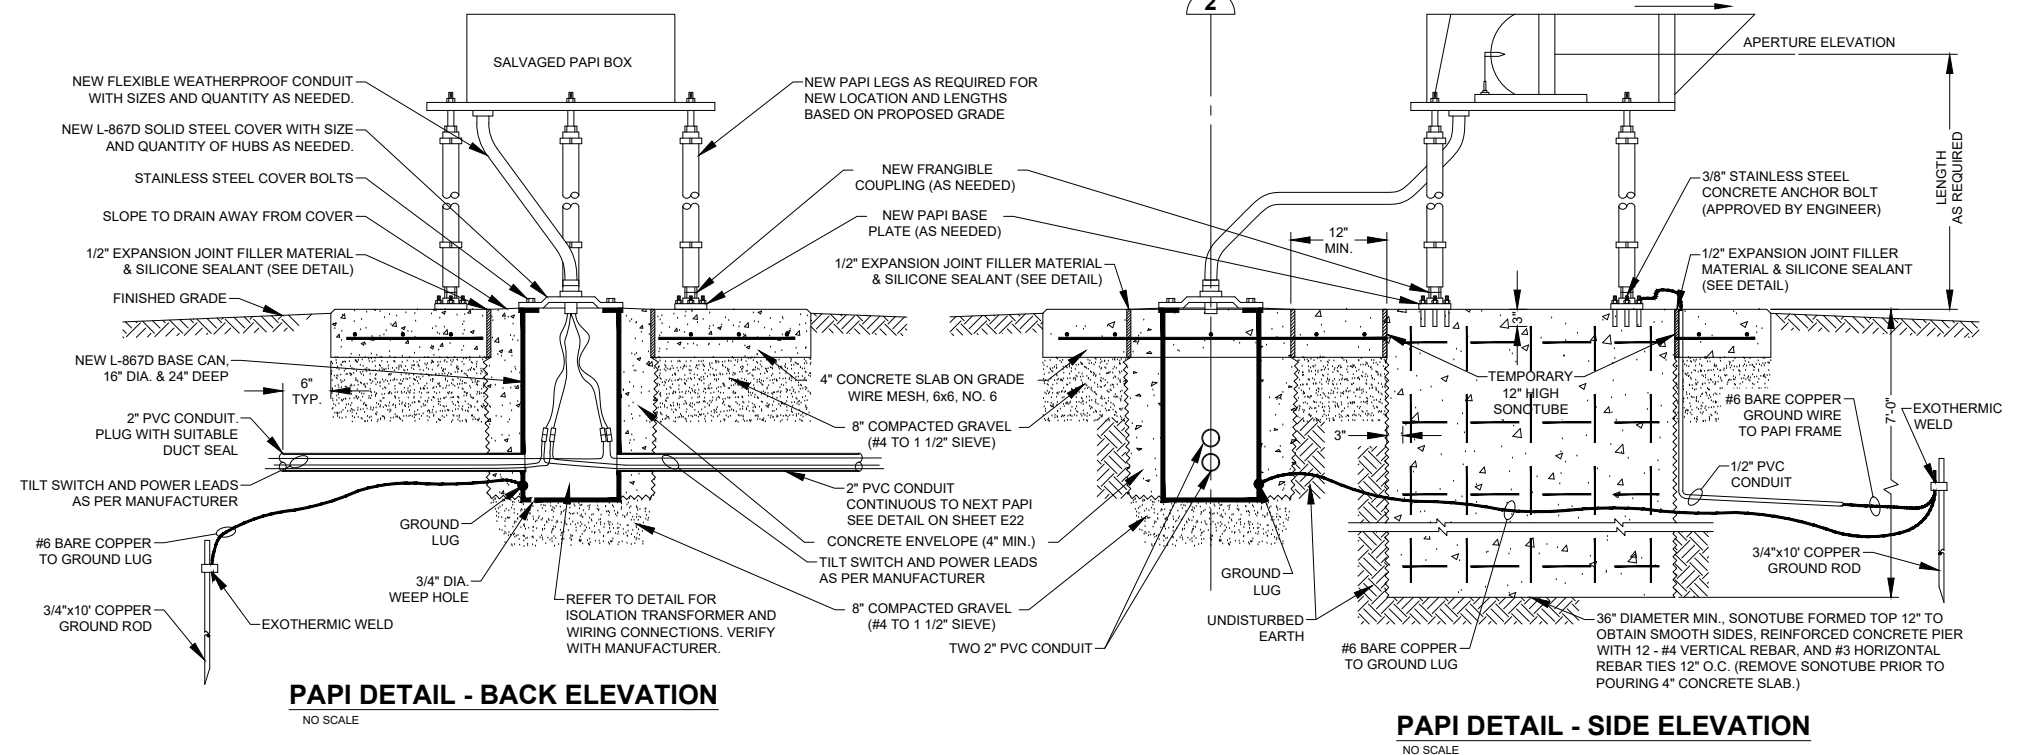 2
SALVAGED PAPI BOX
NEW FLEXIBLE WEATHERPROOF CONDUIT
WITH SIZES AND QUANTITY AS NEEDED.
NEW L-867D SOLID STEEL COVER WITH SIZE
AND QUANTITY OF HUBS AS NEEDED.
STAINLESS STEEL COVER BOLTS
SLOPE TO DRAIN AWAY FROM COVER
1/2" EXPANSION JOINT FILLER MATERIAL
& SILICONE SEALANT (SEE DETAIL)
FINISHED GRADE
NEW L-867D BASE CAN,
16" DIA. & 24" DEEP
6"
TYP.
2" PVC CONDUIT.
PLUG WITH SUITABLE
DUCT SEAL
TILT SWITCH AND POWER LEADS
AS PER MANUFACTURER
#6 BARE COPPER
TO GROUND LUG
3/4"x10' COPPER
GROUND ROD
EXOTHERMIC WELD
GROUND
LUG
3/4" DIA.
WEEP HOLE
REFER TO DETAIL FOR
ISOLATION TRANSFORMER AND
WIRING CONNECTIONS. VERIFY
WITH MANUFACTURER.
PAPI DETAIL - BACK ELEVATION
NO SCALE
NEW PAPI LEGS AS REQUIRED FOR
NEW LOCATION AND LENGTHS
BASED ON PROPOSED GRADE
NEW FRANGIBLE
COUPLING (AS NEEDED)
NEW PAPI BASE
PLATE (AS NEEDED)
1/2" EXPANSION JOINT FILLER MATERIAL
& SILICONE SEALANT (SEE DETAIL)
4" CONCRETE SLAB ON GRADE
WIRE MESH, 6x6, NO. 6
8" COMPACTED GRAVEL
(#4 TO 1 1/2" SIEVE)
2" PVC CONDUIT
CONTINUOUS TO NEXT PAPI
SEE DETAIL ON SHEET E22
CONCRETE ENVELOPE (4" MIN.)
TILT SWITCH AND POWER LEADS
AS PER MANUFACTURER
8" COMPACTED GRAVEL
(#4 TO 1 1/2" SIEVE)
TWO 2" PVC CONDUIT
APERTURE ELEVATION
LENGTH
AS REQUIRED
3/8" STAINLESS STEEL
CONCRETE ANCHOR BOLT
(APPROVED BY ENGINEER)
12"
MIN.
1/2" EXPANSION JOINT FILLER
MATERIAL & SILICONE SEALANT
(SEE DETAIL)
3"
TEMPORARY
12" HIGH
SONOTUBE
3"
#6 BARE COPPER
GROUND WIRE
TO PAPI FRAME
7'-0"
EXOTHERMIC
WELD
1/2" PVC
CONDUIT
3/4"x10' COPPER
GROUND ROD
GROUND
LUG
UNDISTURBED
EARTH
#6 BARE COPPER
TO GROUND LUG
36" DIAMETER MIN., SONOTUBE FORMED TOP 12" TO
OBTAIN SMOOTH SIDES, REINFORCED CONCRETE PIER
WITH 12 - #4 VERTICAL REBAR, AND #3 HORIZONTAL
REBAR TIES 12" O.C. (REMOVE SONOTUBE PRIOR TO
POURING 4" CONCRETE SLAB.)
PAPI DETAIL - SIDE ELEVATION
NO SCALE